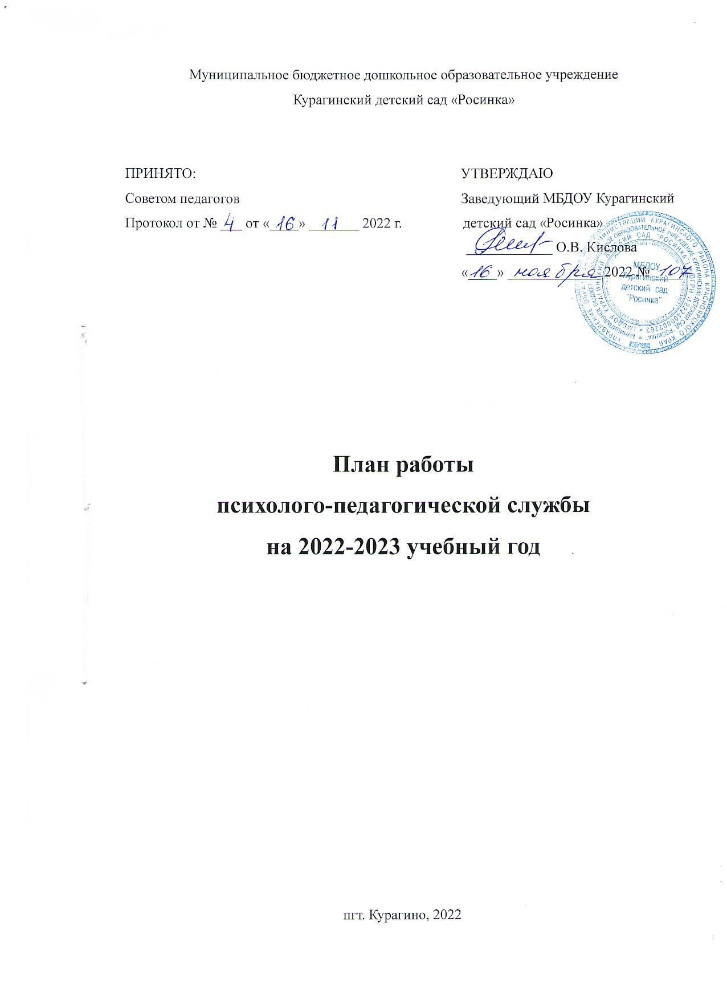 Муниципальное бюджетное дошкольное образовательное учреждение
Курагинский детский сад «Росинка»
ПРИНЯТО:
Советом педагогов
Протокол от № 4 от «16» 11 2022 г.
УТВЕРЖДАЮ
Заведующий МБДОУ Курагинский
детский сад «Росинка»
О.В. Кислова
«16» ноября 2022 № 107
МБДОУ
Курагинский
детский сад
"Росинка"
План работы
психолого-педагогической службы
на 2022-2023 учебный год
пгт. Курагино, 2022